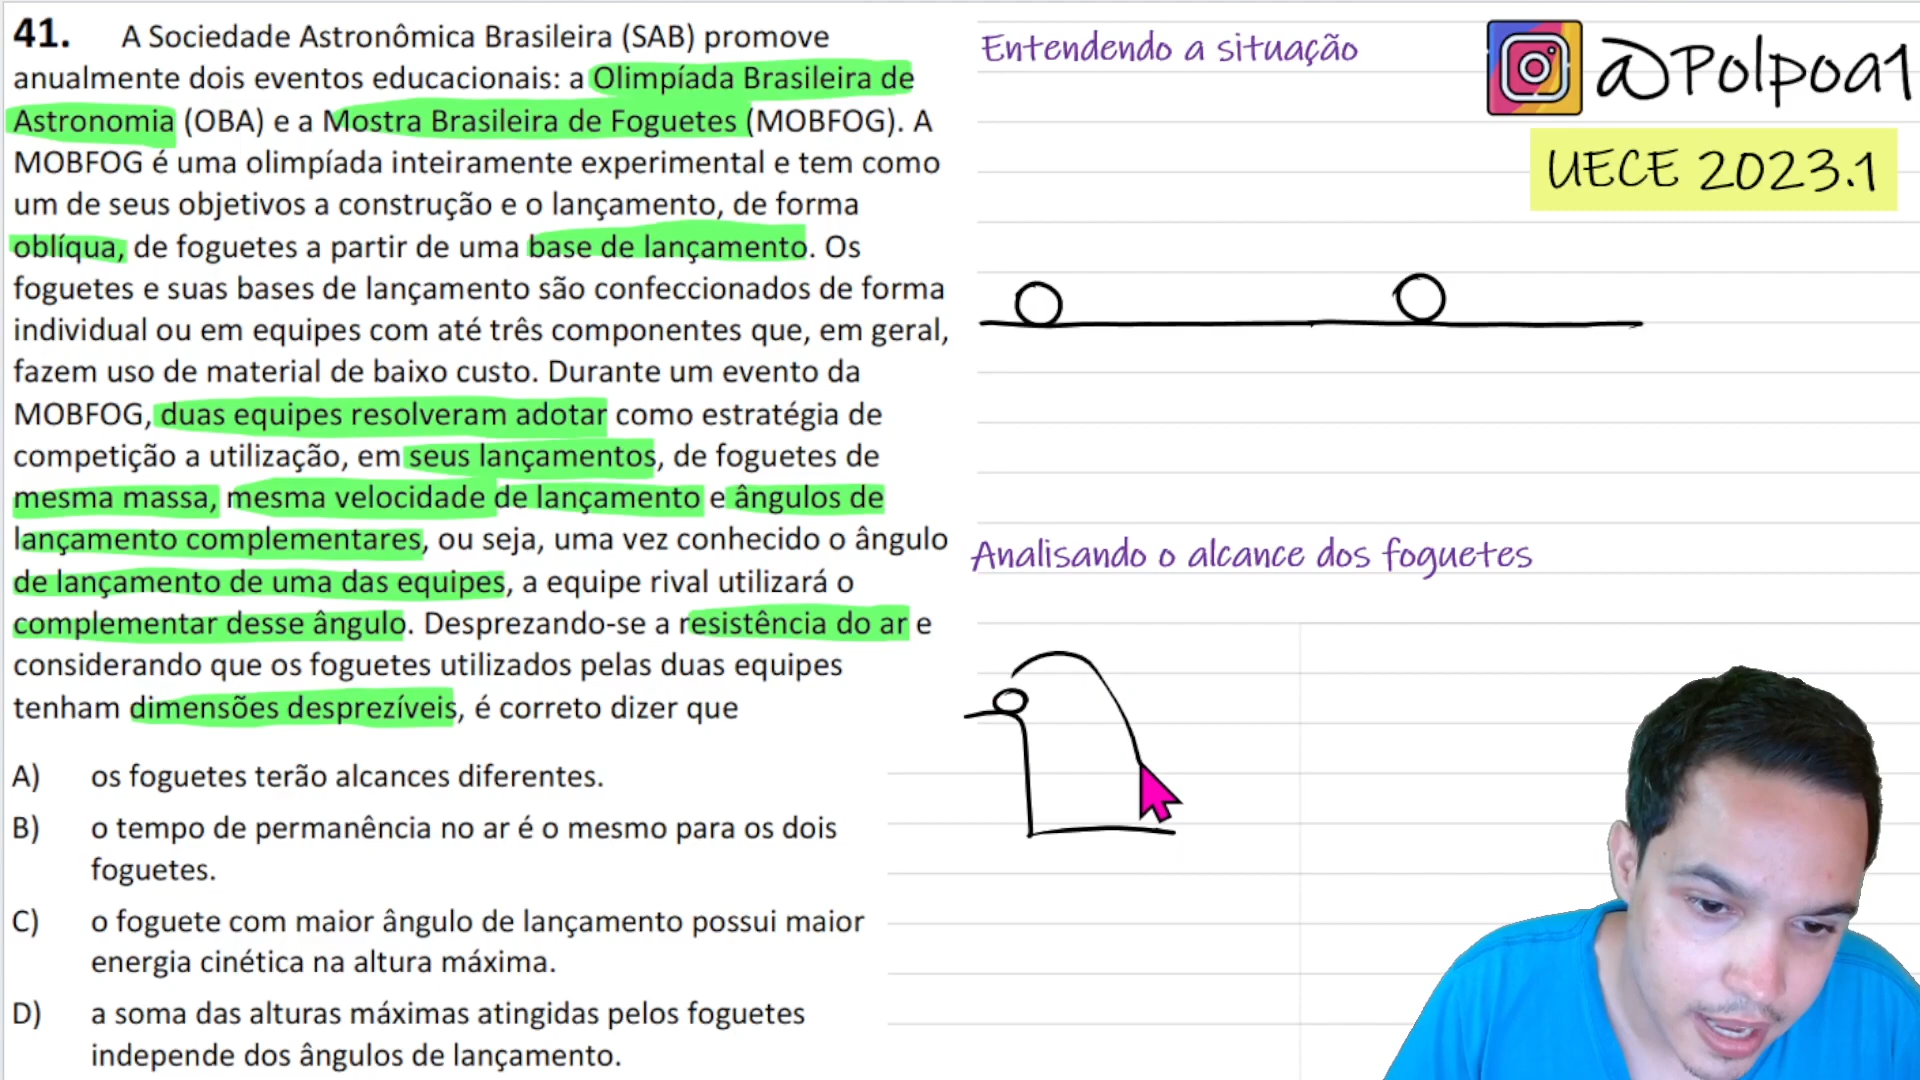 41. A Sociedade Astronômica Brasileira (SAB) promove
anualmente dois eventos educacionais: a Olimpíada Brasileira de
Astronomia (OBA) e a Mostra Brasileira de Foguetes (MOBFOG). A
MOBFOG é uma olimpíada inteiramente experimental e tem como
um de seus objetivos a construção e o lançamento, de forma
oblíqua, de foguetes a partir de uma base de lançamento. Os
foguetes e suas bases de lançamento são confeccionados de forma
individual ou em equipes com até três componentes que, em geral,
fazem uso de material de baixo custo. Durante um evento da
MOBFOG, duas equipes resolveram adotar como estratégia de
competição a utilização, em seus lançamentos, de foguetes de
mesma massa, mesma velocidade de lançamento e ângulos de
lançamento complementares, ou seja, uma vez conhecido o ângulo
de lançamento de uma das equipes, a equipe rival utilizará o
complementar desse ângulo. Desprezando-se a resistência do ar e
considerando que os foguetes utilizados pelas duas equipes
tenham dimensões desprezíveis, é correto dizer que
A) os foguetes terão alcances diferentes.
B) o tempo de permanência no ar é o mesmo para os dois
foguetes.
C) o foguete com maior ângulo de lançamento possui maior
energia cinética na altura máxima.
D) a soma das alturas máximas atingidas pelos foguetes
independe dos ângulos de lançamento.
Entendendo a situação
@Polpoa1
UECE 2023.1
Analisando o alcance dos foguetes